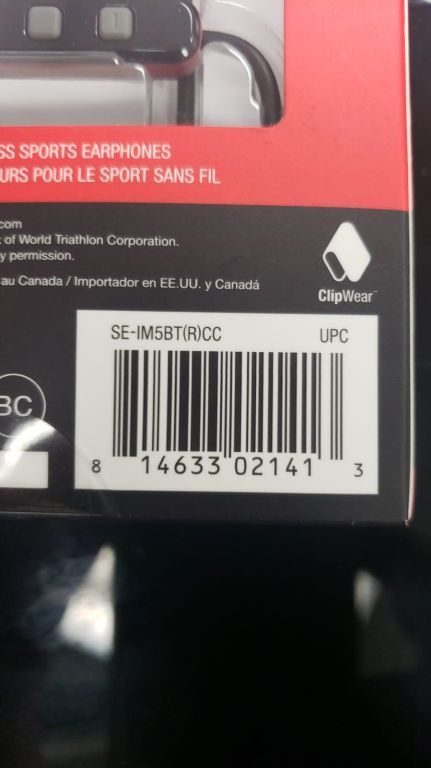 SS SPORTS EARPHONES
URS POUR LE SPORT SANS FIL
.com
k of World Triathlon Corporation.
y permission.
au Canada / Importador en EE.UU. y Canadá
ClipWear™
SE-IM5BT(R)CC UPC
BC
8 14633 02141 3